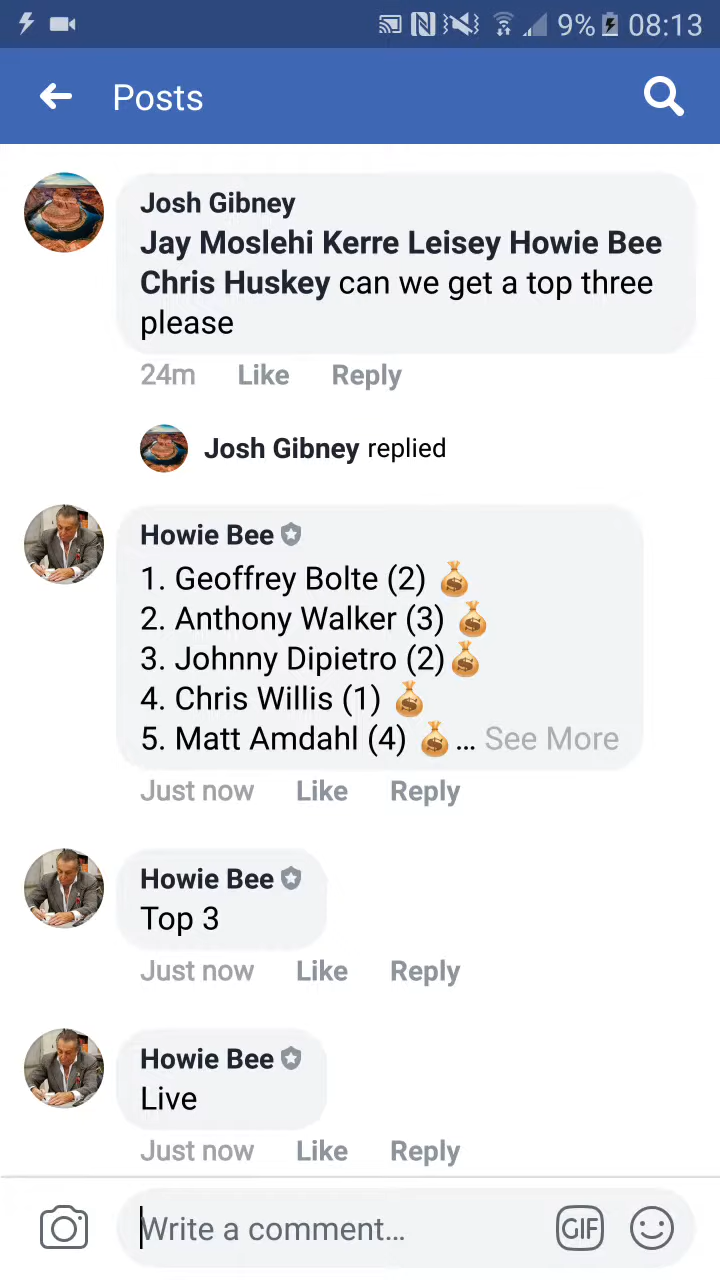 9% 08:13
Posts
Josh Gibney
Jay Moslehi Kerre Leisey Howie Bee
Chris Huskey can we get a top three
please
24m Like Reply
Josh Gibney replied
Howie Bee
1. Geoffrey Bolte (2) 💰
2. Anthony Walker (3) 💰
3. Johnny Dipietro (2)💰
4. Chris Willis (1) 💰
5. Matt Amdahl (4) 💰... See More
Just now Like Reply
Howie Bee
Top 3
Just now Like Reply
Howie Bee
Live
Just now Like Reply
Write a comment...
GIF